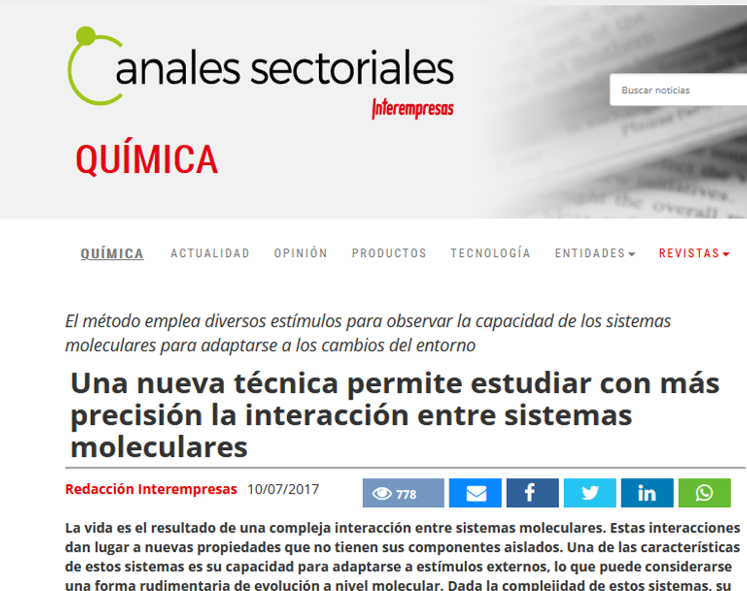 Canales sectoriales
Interempresas
Buscar noticias
QUÍMICA
QUÍMICA ACTUALIDAD OPINIÓN PRODUCTOS TECNOLOGÍA ENTIDADES REVISTAS
El método emplea diversos estímulos para observar la capacidad de los sistemas
moleculares para adaptarse a los cambios del entorno
Una nueva técnica permite estudiar con más
precisión la interacción entre sistemas
moleculares
Redacción Interempresas 10/07/2017 778
La vida es el resultado de una compleja interacción entre sistemas moleculares. Estas interacciones
dan lugar a nuevas propiedades que no tienen sus componentes aislados. Una de las características
de estos sistemas es su capacidad para adaptarse a estímulos externos, lo que puede considerarse
una forma rudimentaria de evolución a nivel molecular. Dada la complejidad de estos sistemas, su